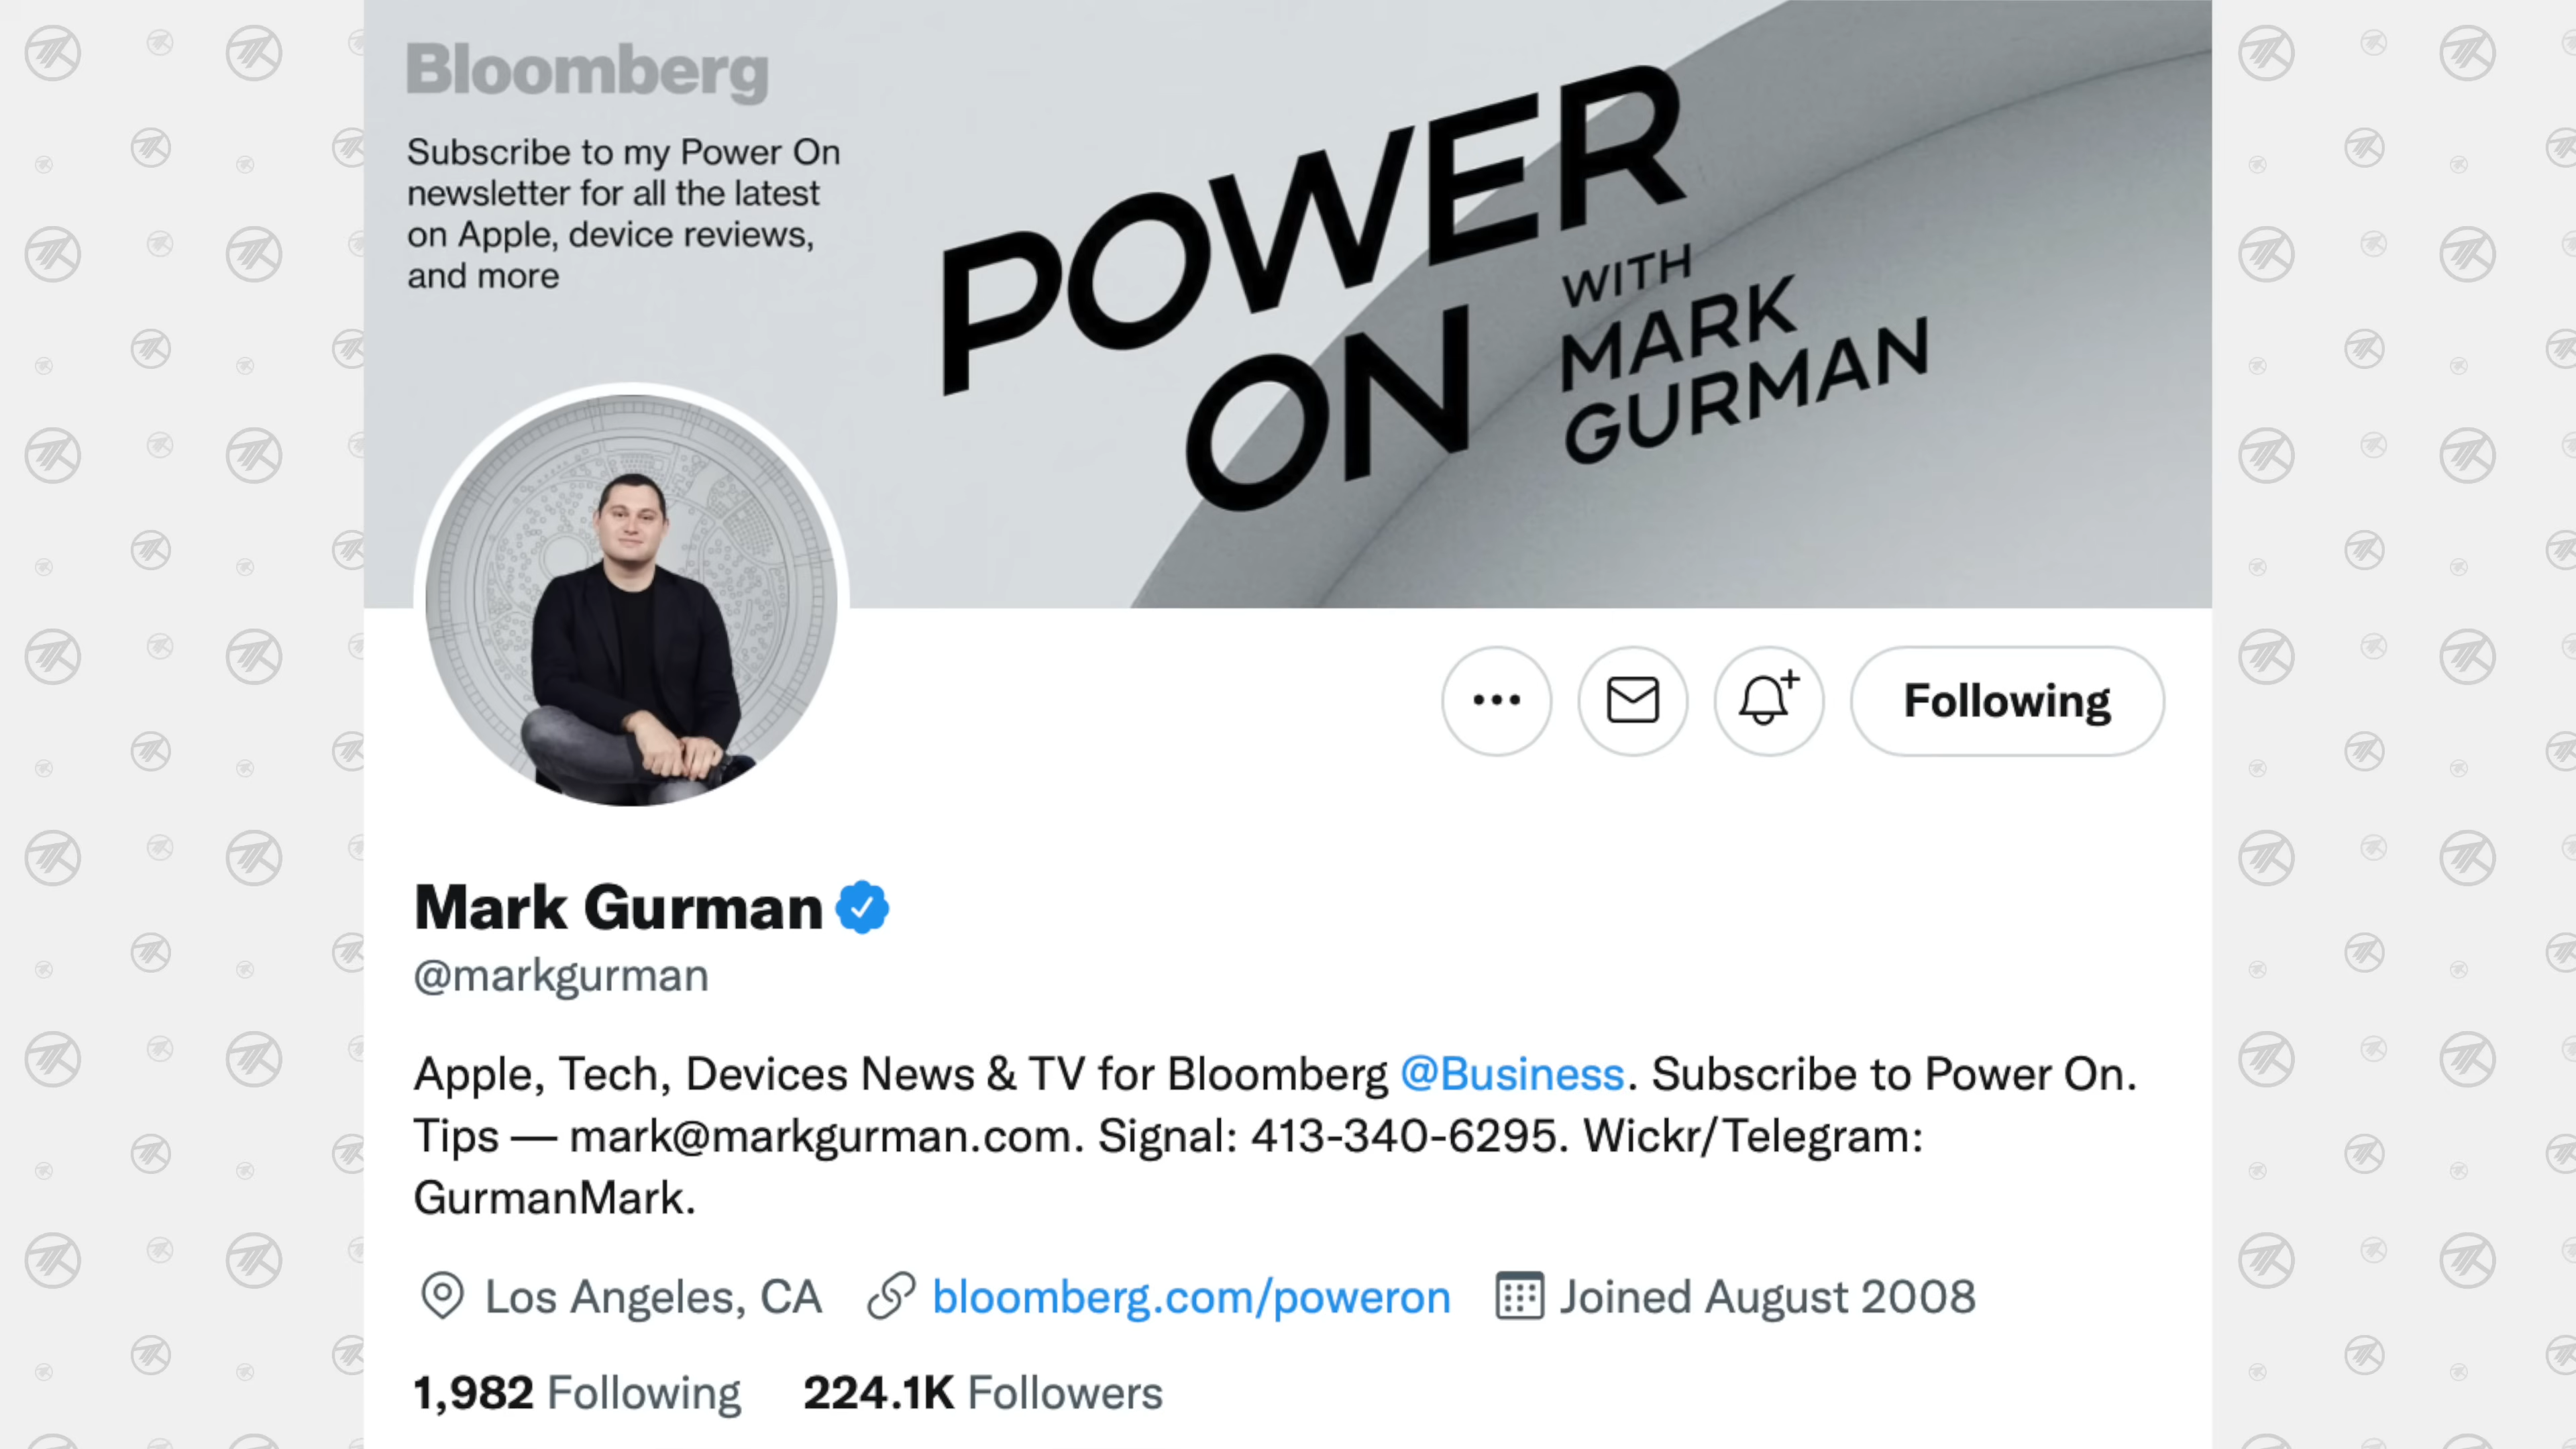 Bloomberg
Subscribe to my Power On
newsletter for all the latest
on Apple, device reviews,
and more
POWER
ON
WITH
MARK
GURMAN
Following
Mark Gurman
@markgurman
Apple, Tech, Devices News & TV for Bloomberg @Business. Subscribe to Power On.
Tips — mark@markgurman.com. Signal: 413-340-6295. Wickr/Telegram:
GurmanMark.
Los Angeles, CA bloomberg.com/poweron Joined August 2008
1,982 Following 224.1K Followers